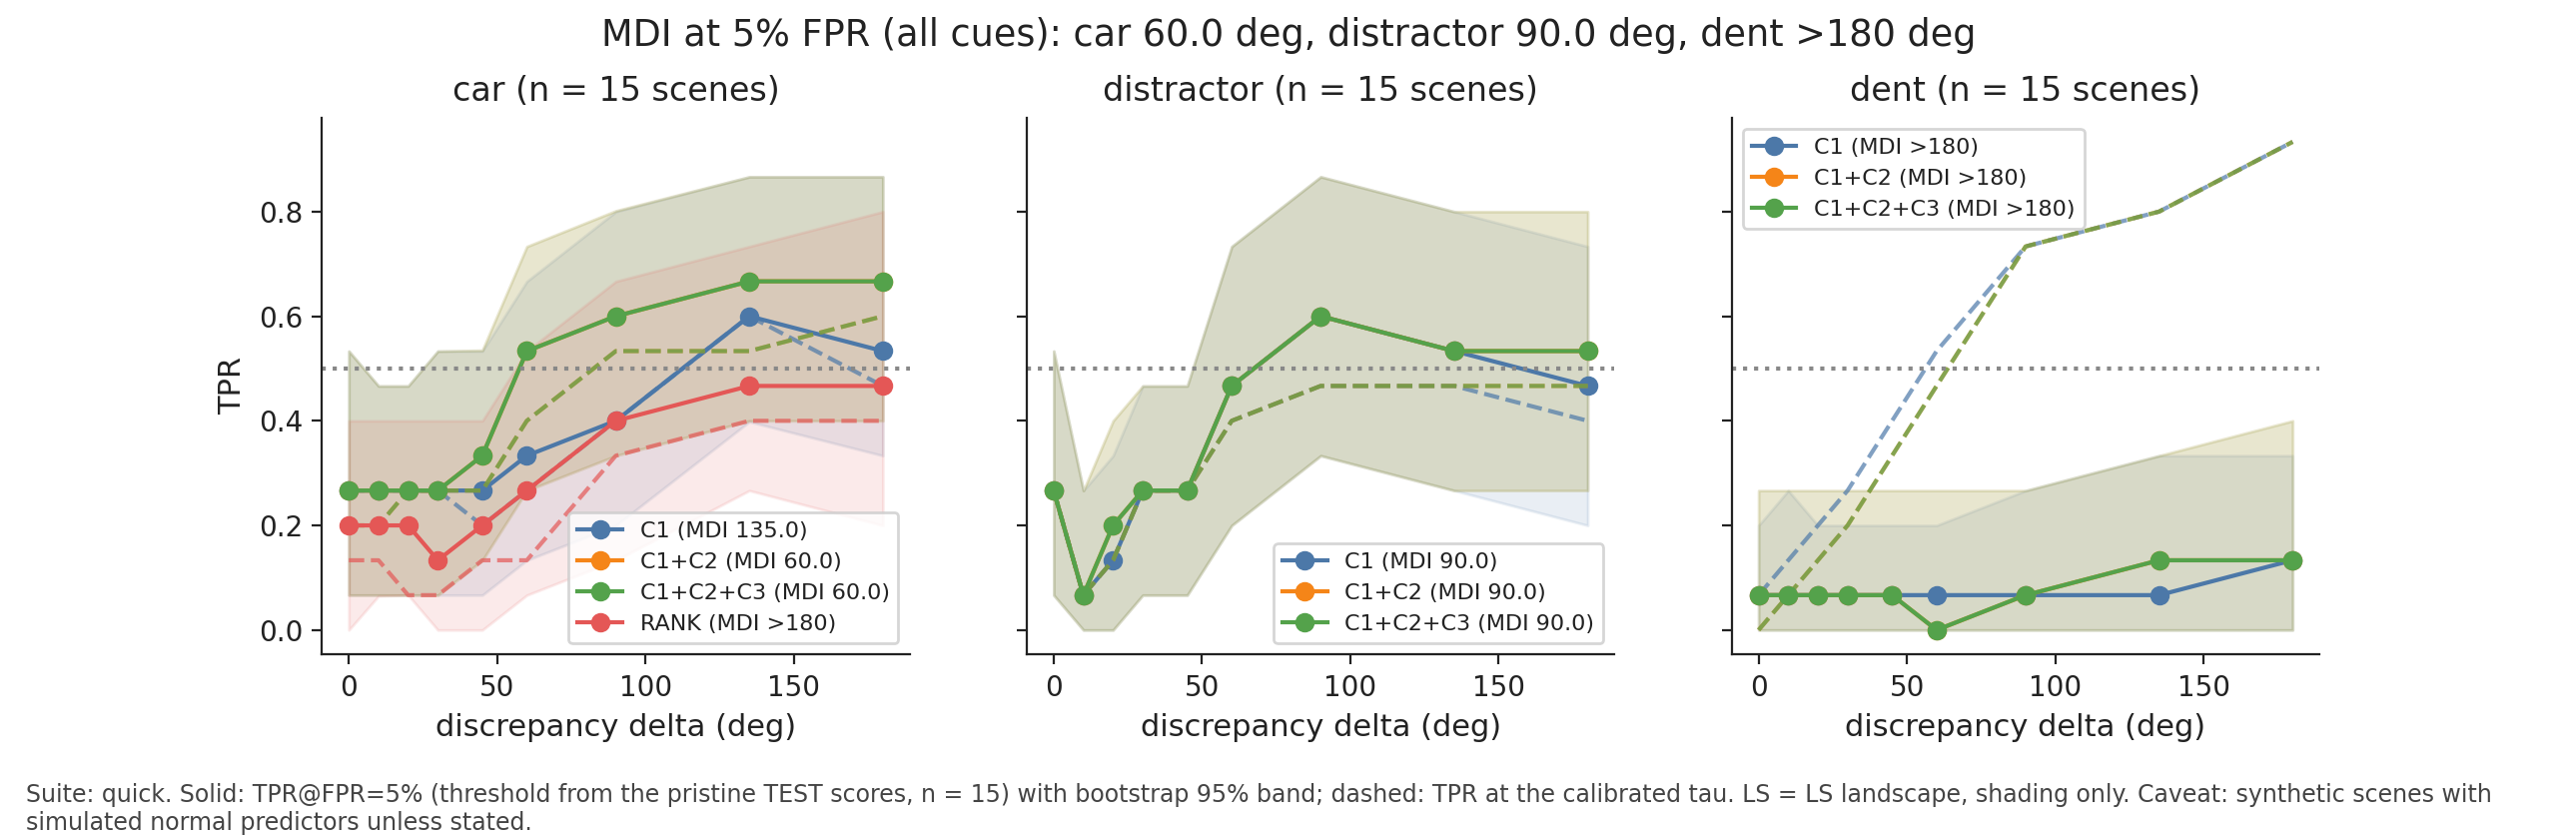 MDI at 5% FPR (all cues): car 60.0 deg, distractor 90.0 deg, dent >180 deg
car (n = 15 scenes)
distractor (n = 15 scenes)
dent (n = 15 scenes)
TPR
0.8
0.6
0.4
0.2
0.0
C1 (MDI 135.0)
C1+C2 (MDI 60.0)
C1+C2+C3 (MDI 60.0)
RANK (MDI >180)
0 50 100 150
discrepancy delta (deg)
C1 (MDI 90.0)
C1+C2 (MDI 90.0)
C1+C2+C3 (MDI 90.0)
0 50 100 150
discrepancy delta (deg)
C1 (MDI >180)
C1+C2 (MDI >180)
C1+C2+C3 (MDI >180)
0 50 100 150
discrepancy delta (deg)
Suite: quick. Solid: TPR@FPR=5% (threshold from the pristine TEST scores, n = 15) with bootstrap 95% band; dashed: TPR at the calibrated tau. LS = LS landscape, shading only. Caveat: synthetic scenes with
simulated normal predictors unless stated.